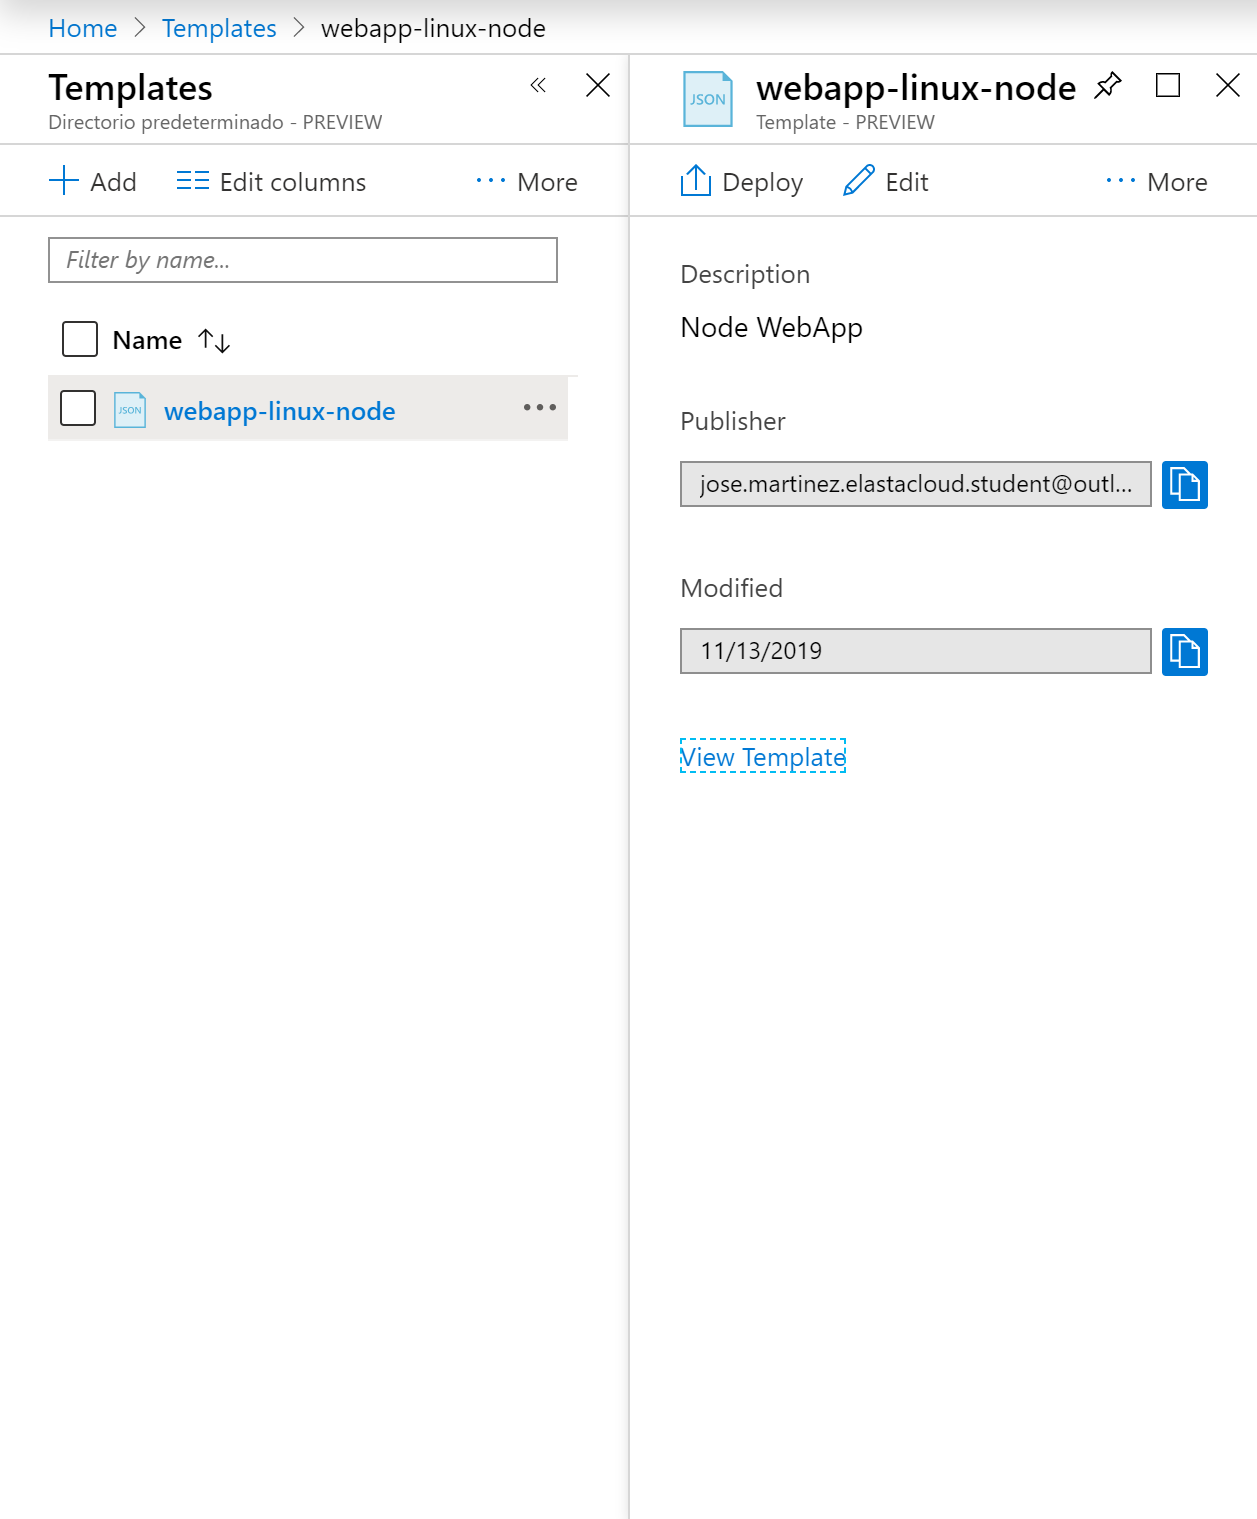 Home > Templates > webapp-linux-node
Templates
Directorio predeterminado - PREVIEW
Add
Edit columns
··· More
Filter by name...
Name ↑↓
JSON
webapp-linux-node
•••
JSON
webapp-linux-node
Template - PREVIEW
Deploy
Edit
··· More
Description
Node WebApp
Publisher
jose.martinez.elastacloud.student@outl...
Modified
11/13/2019
View Template